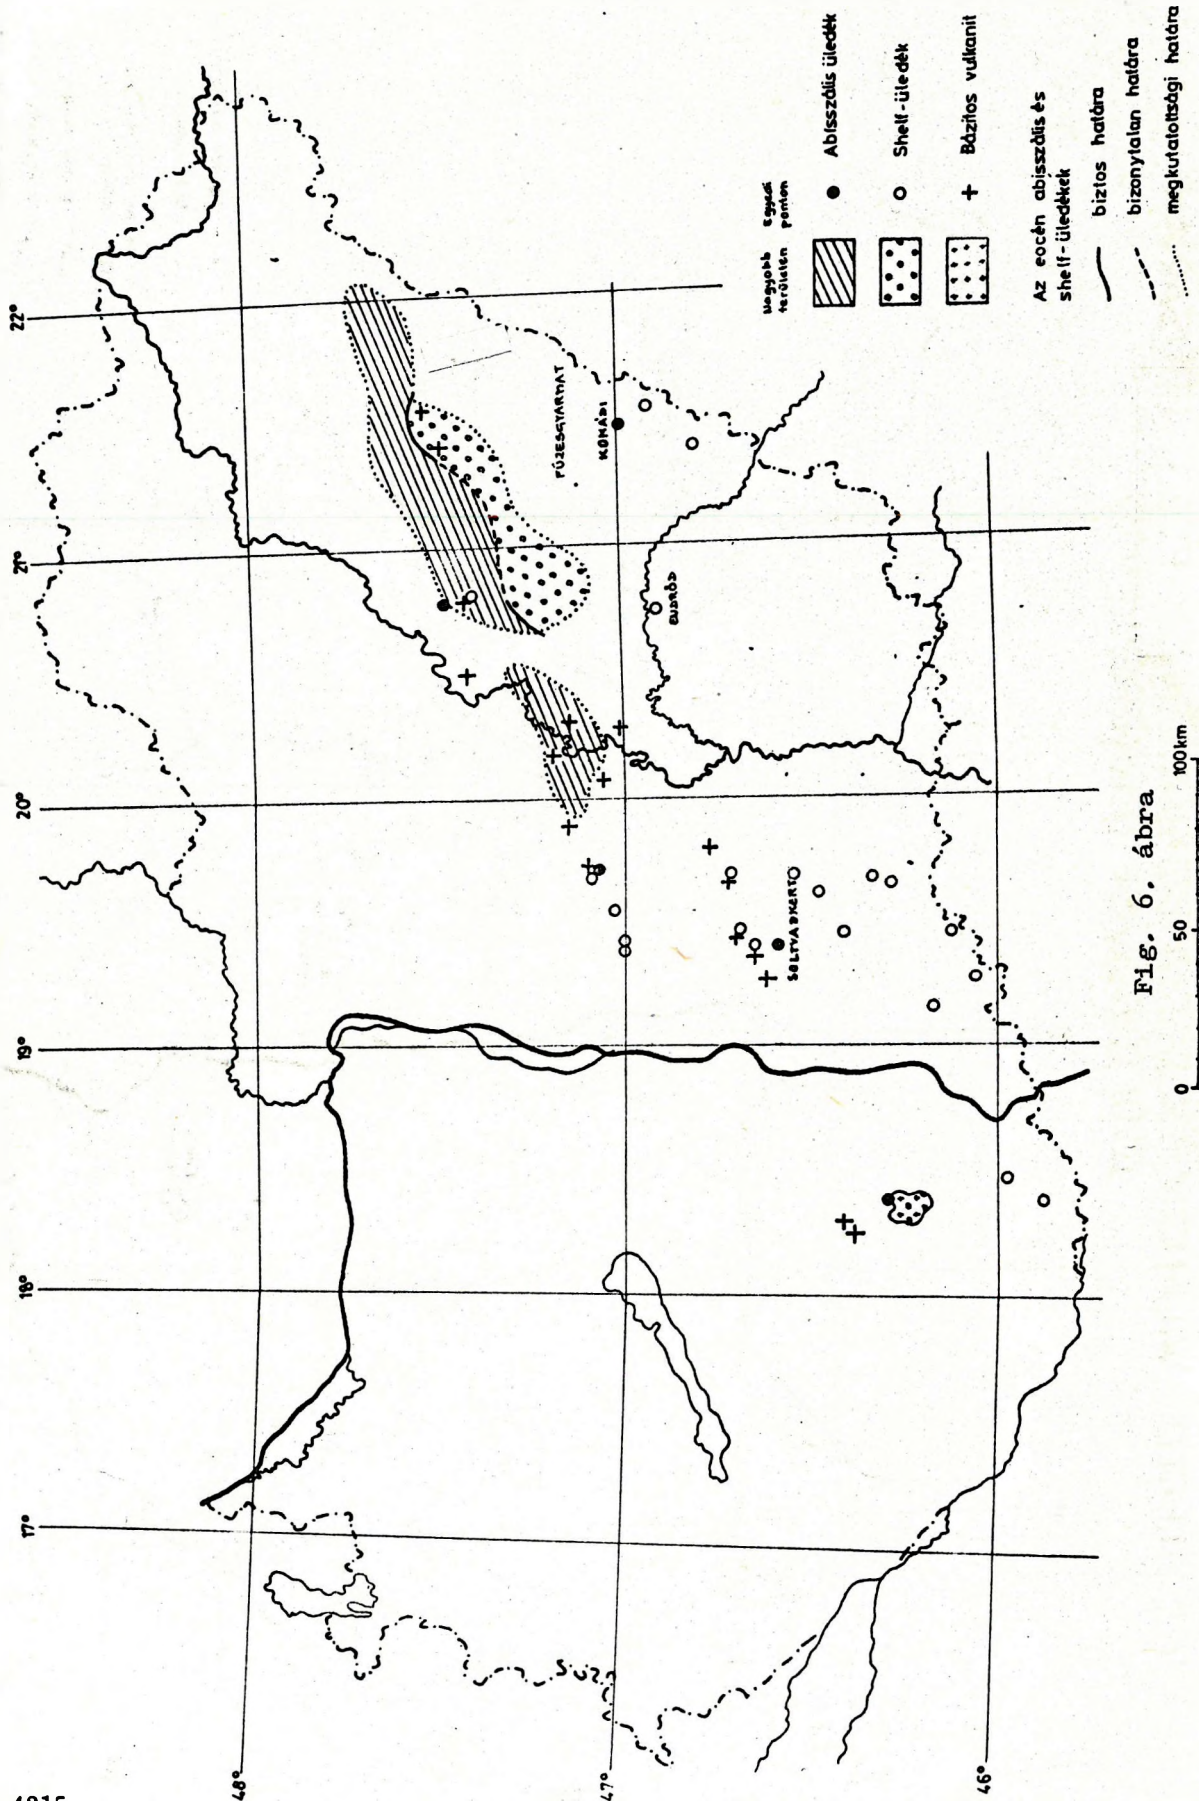 22°
21°
20°
19°
18°
17°
48°
47°
46°
FÜZESGYARMAT
KOMÁDI
ENDRŐD
SOLTVADKERT
Nagyobb
területen
Egyedi
ponton
Abisszális üledék
Shelf-üledék
Bázitos vulkanit
Az eocén abisszális és
shelf-üledékek
biztos határa
bizonytalan határa
megkutatottsági határa
Fig. 6. ábra
0
50
100km